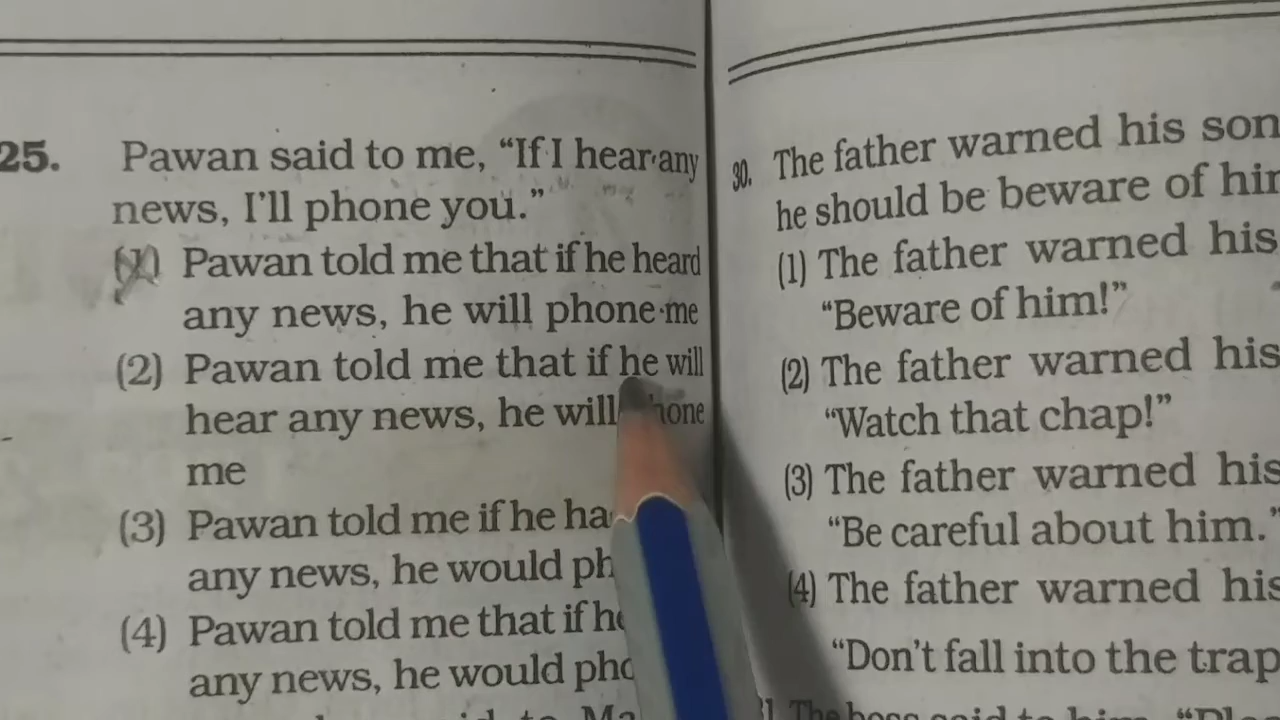 25. Pawan said to me, "If I hear any
news, I'll phone you."
(1) Pawan told me that if he heard
any news, he will phone me
(2) Pawan told me that if he will
hear any news, he will
me
(3) Pawan told me if he
any news, he would
(4) Pawan told me that if
any news, he would
30. The father warned his son
he should be beware of
(1) The father warned his
"Beware of him!"
(2) The father warned his
"Watch that chap!"
(3) The father warned his
"Be careful about him."
(4) The father warned his
"Don't fall into the trap